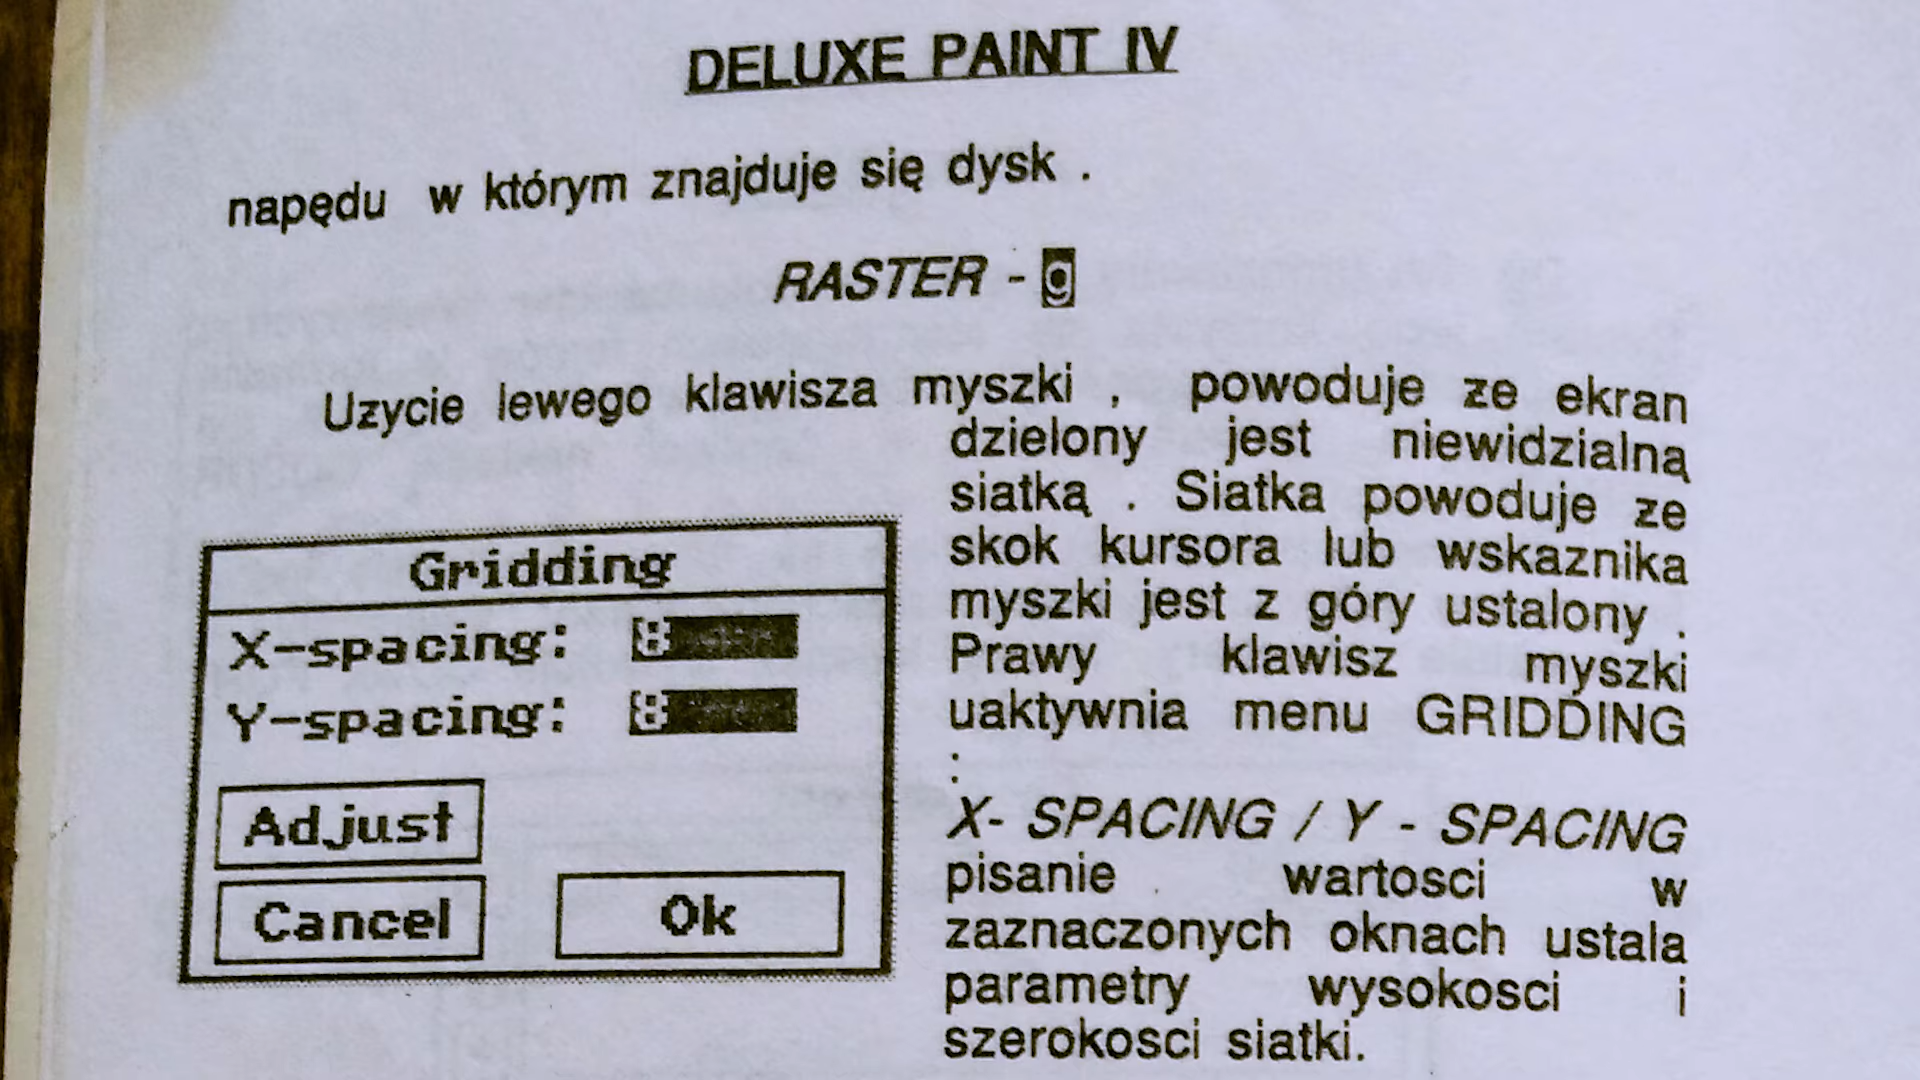 DELUXE PAINT IV
napędu w którym znajduje się dysk .
RASTER - g
Uzycie lewego klawisza myszki , powoduje ze ekran
dzielony jest niewidzialną
siatką . Siatka powoduje ze
skok kursora lub wskaznika
myszki jest z góry ustalony .
Prawy klawisz myszki
uaktywnia menu GRIDDING
:
X- SPACING / Y - SPACING
pisanie wartosci w
zaznaczonych oknach ustala
parametry wysokosci i
szerokosci siatki.
Gridding
X-spacing: 8
Y-spacing: 8
Adjust
Cancel Ok